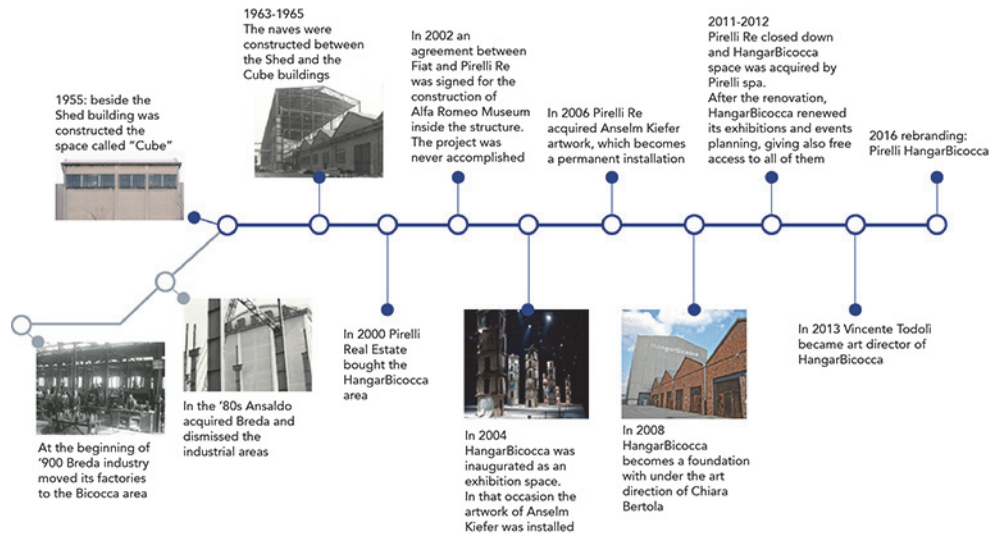 1955: beside the
Shed building was
constructed the
space called "Cube"
1963-1965
The naves were
constructed between
the Shed and the
Cube buildings
In 2002 an
agreement between
Fiat and Pirelli Re
was signed for the
construction of
Alfa Romeo Museum
inside the structure.
The project was
never accomplished
In 2006 Pirelli Re
acquired Anselm Kiefer
artwork, which becomes
a permanent installation
2011-2012
Pirelli Re closed down
and HangarBicocca
space was acquired by
Pirelli spa.
After the renovation,
HangarBicocca renewed
its exhibitions and events
planning, giving also free
access to all of them
2016 rebranding:
Pirelli HangarBicocca
At the beginning of
'900 Breda industry
moved its factories
to the Bicocca area
In the '80s Ansaldo
acquired Breda and
dismissed the
industrial areas
In 2000 Pirelli
Real Estate
bought the
HangarBicocca
area
In 2004
HangarBicocca was
inaugurated as an
exhibition space.
In that occasion the
artwork of Anselm
Kiefer was installed
HangarBicocca
In 2008
HangarBicocca
becomes a foundation
with under the art
direction of Chiara
Bertola
In 2013 Vincente Todolì
became art director of
HangarBicocca